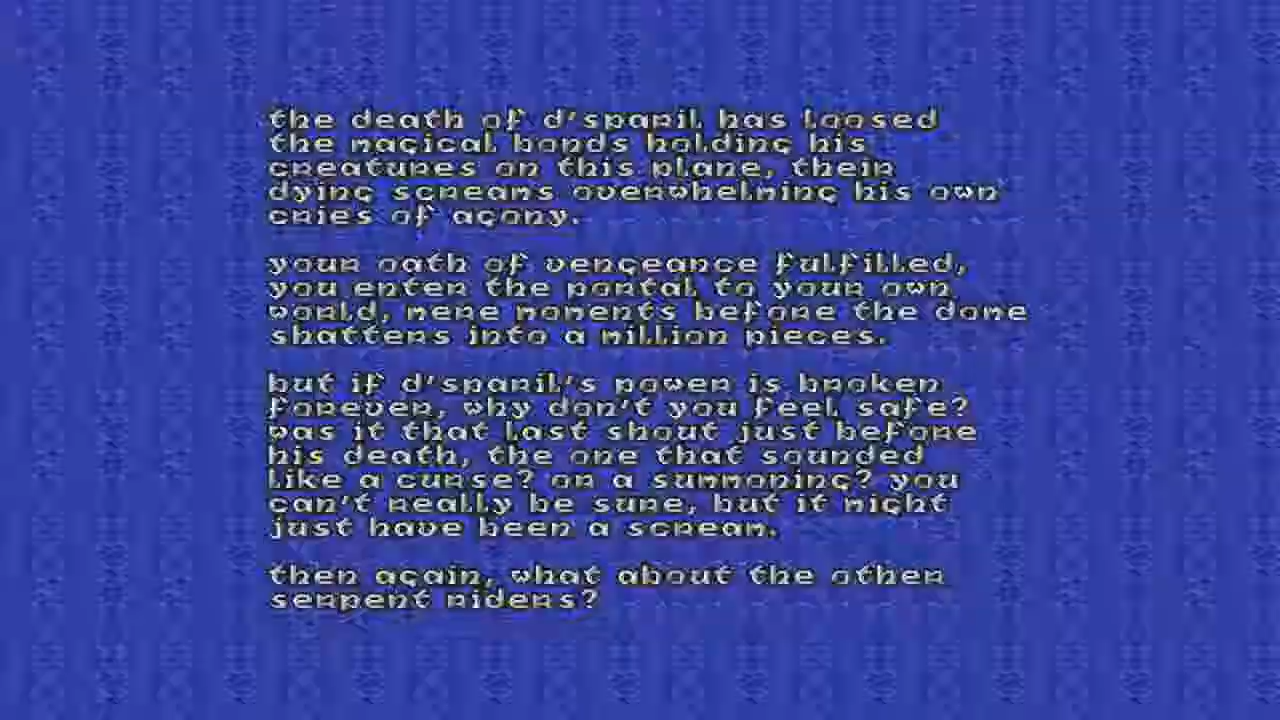 the death of d'sparil has loosed
the magical bonds holding his
creatures on this plane, their
dying screams overwhelming his own
cries of agony.
your oath of vengeance fulfilled,
you enter the portal to your own
world, mere moments before the dome
shatters into a million pieces.
but if d'sparil's power is broken
forever, why don't you feel safe?
was it that last shout just before
his death, the one that sounded
like a curse? or a summoning? you
can't really be sure, but it might
just have been a scream.
then again, what about the other
serpent riders?